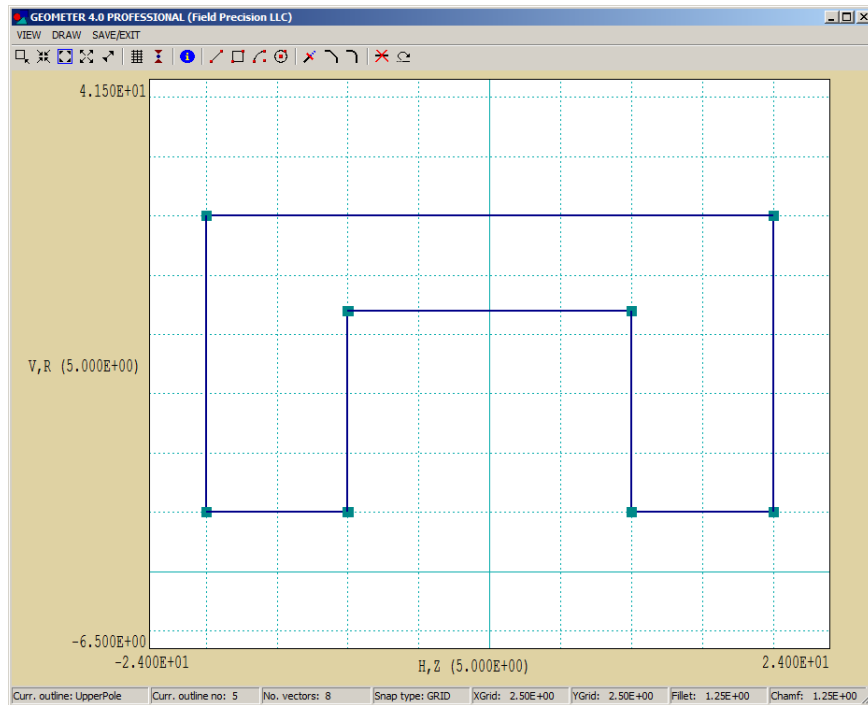 GEOMETER 4.0 PROFESSIONAL (Field Precision LLC)
VIEW DRAW SAVE/EXIT
4.150E+01
V,R (5.000E+00)
-6.500E+00
-2.400E+01 H,Z (5.000E+00) 2.400E+01
Curr. outline: UpperPole Curr. outline no: 5 No. vectors: 8 Snap type: GRID XGrid: 2.50E+00 YGrid: 2.50E+00 Fillet: 1.25E+00 Chamf: 1.25E+00